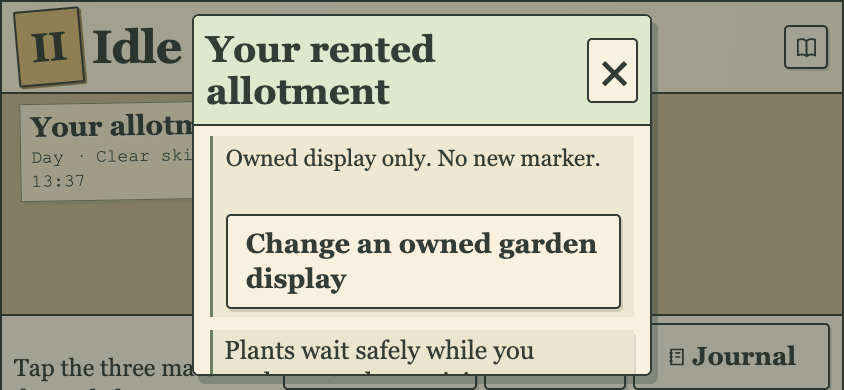 II Idle
Your rented
allotment
×
Your allotm
Day · Clear ski
13:37
Owned display only. No new marker.
Change an owned garden
display
Plants wait safely while you
Tap the three ma
Journal